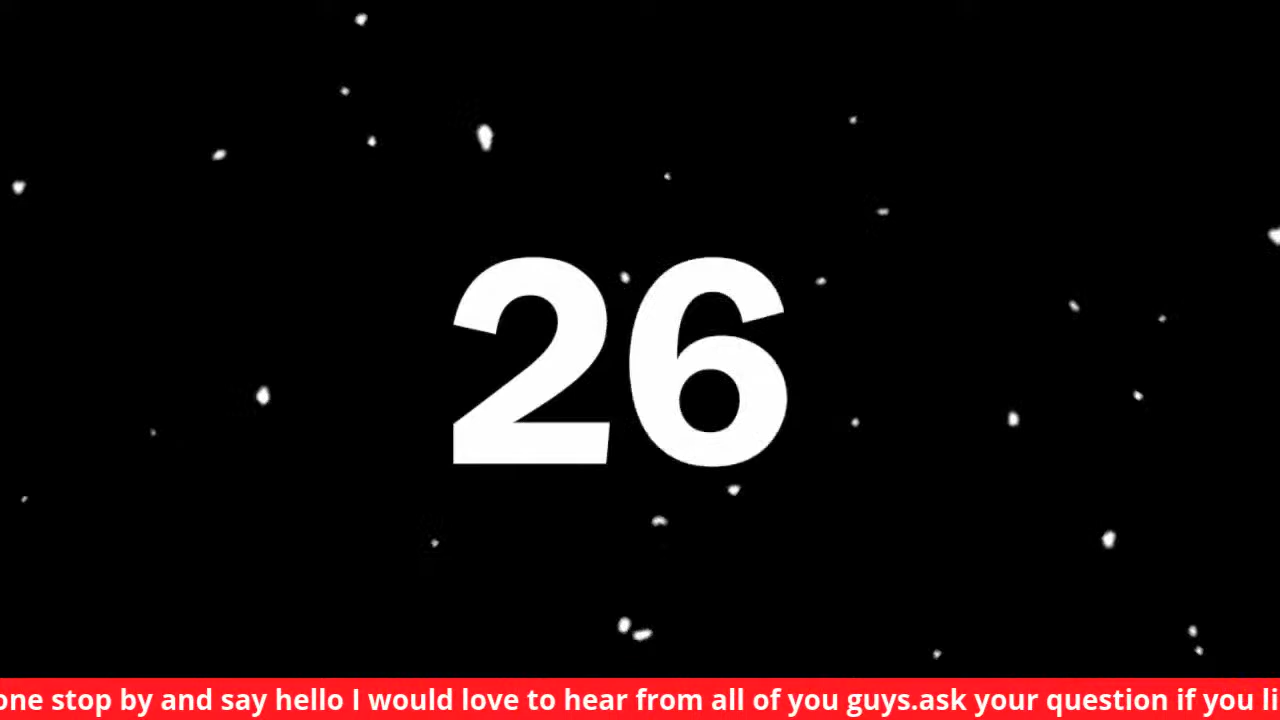 26
one stop by and say hello I would love to hear from all of you guys.ask your question if you li